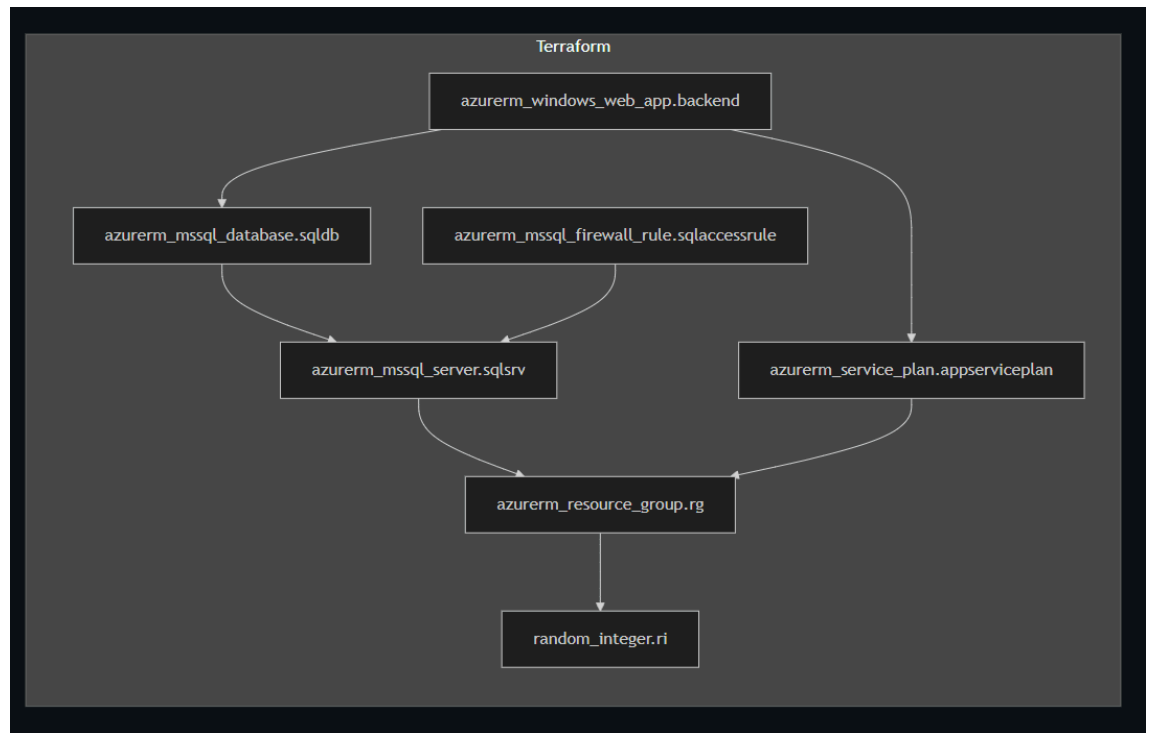 Terraform
azurerm_windows_web_app.backend
azurerm_mssql_database.sqldb
azurerm_mssql_firewall_rule.sqlaccessrule
azurerm_mssql_server.sqlsrv
azurerm_service_plan.appserviceplan
azurerm_resource_group.rg
random_integer.ri